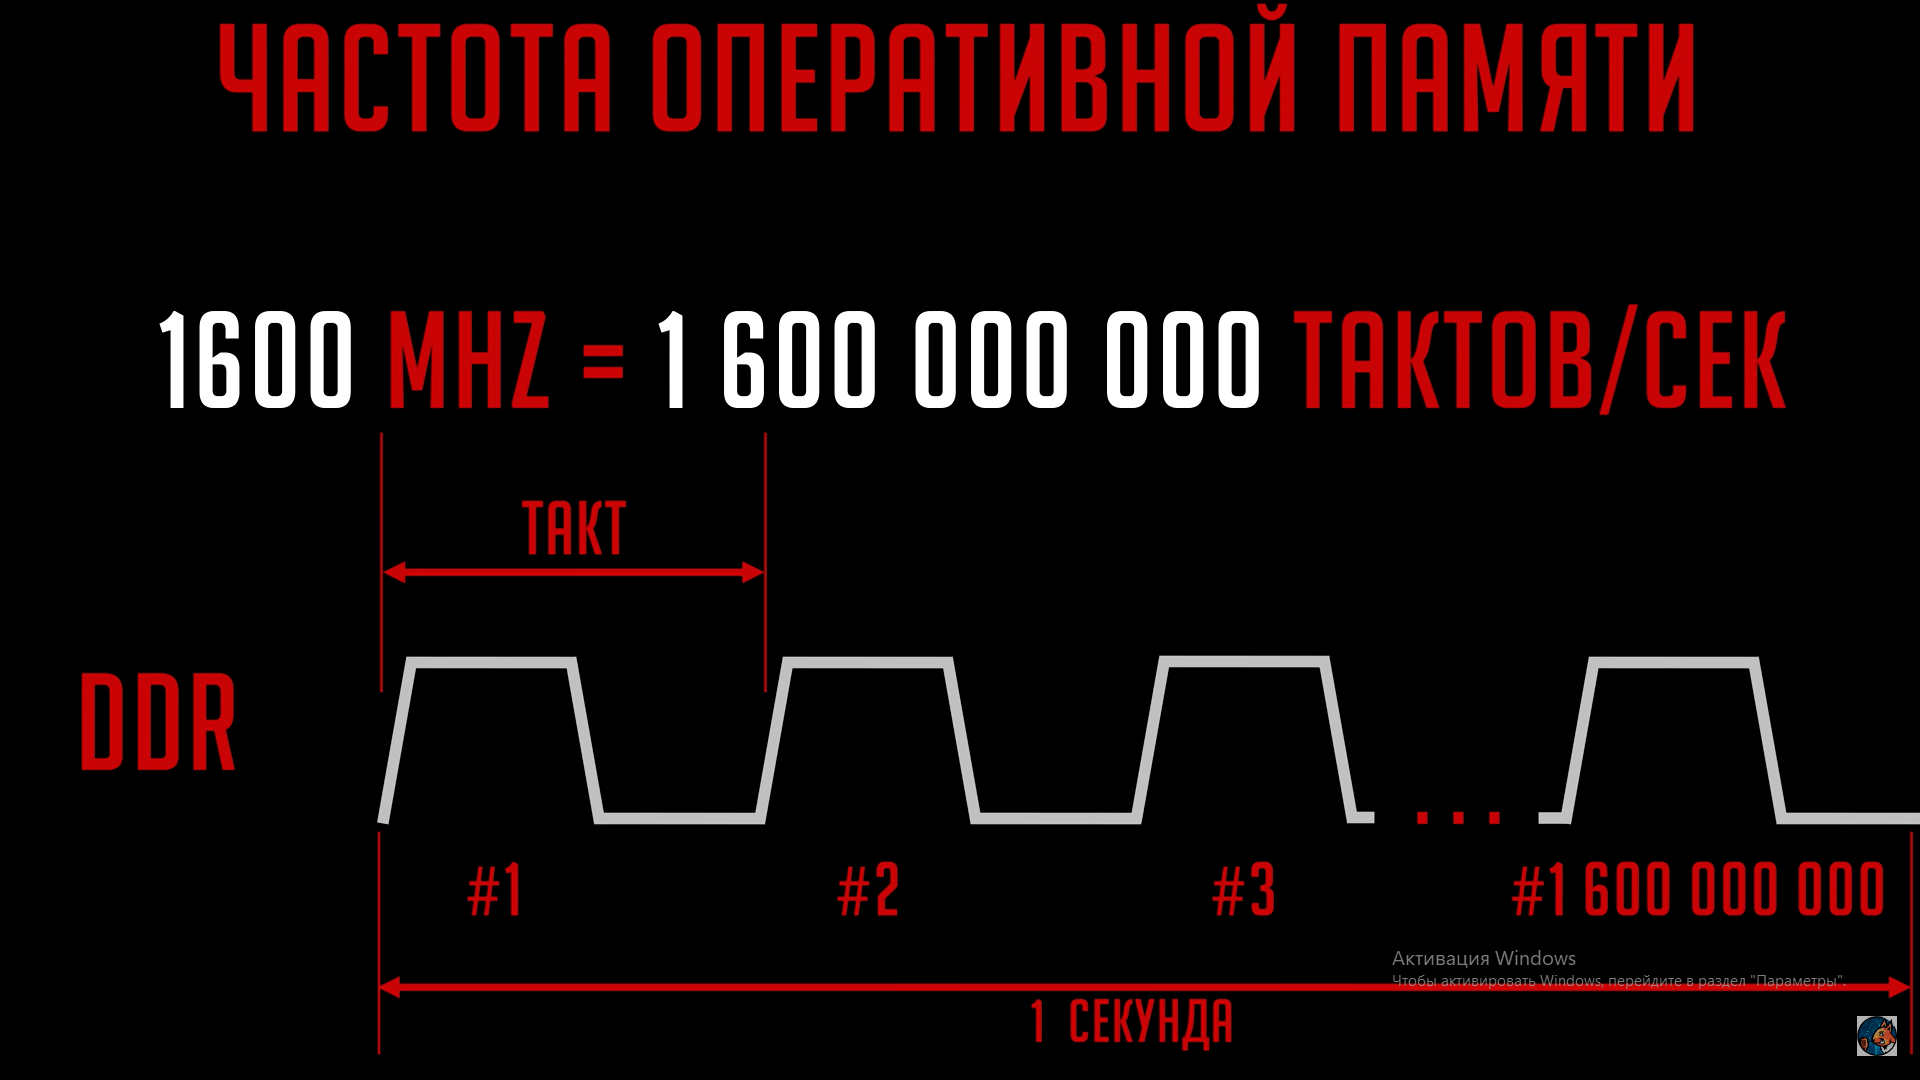 ЧАСТОТА ОПЕРАТИВНОЙ ПАМЯТИ
1600 MHZ = 1 600 000 000 ТАКТОВ/СЕК
ТАКТ
DDR
. . .
#1 #2 #3 #1 600 000 000
Активация Windows
Чтобы активировать Windows, перейдите в раздел "Параметры".
1 СЕКУНДА